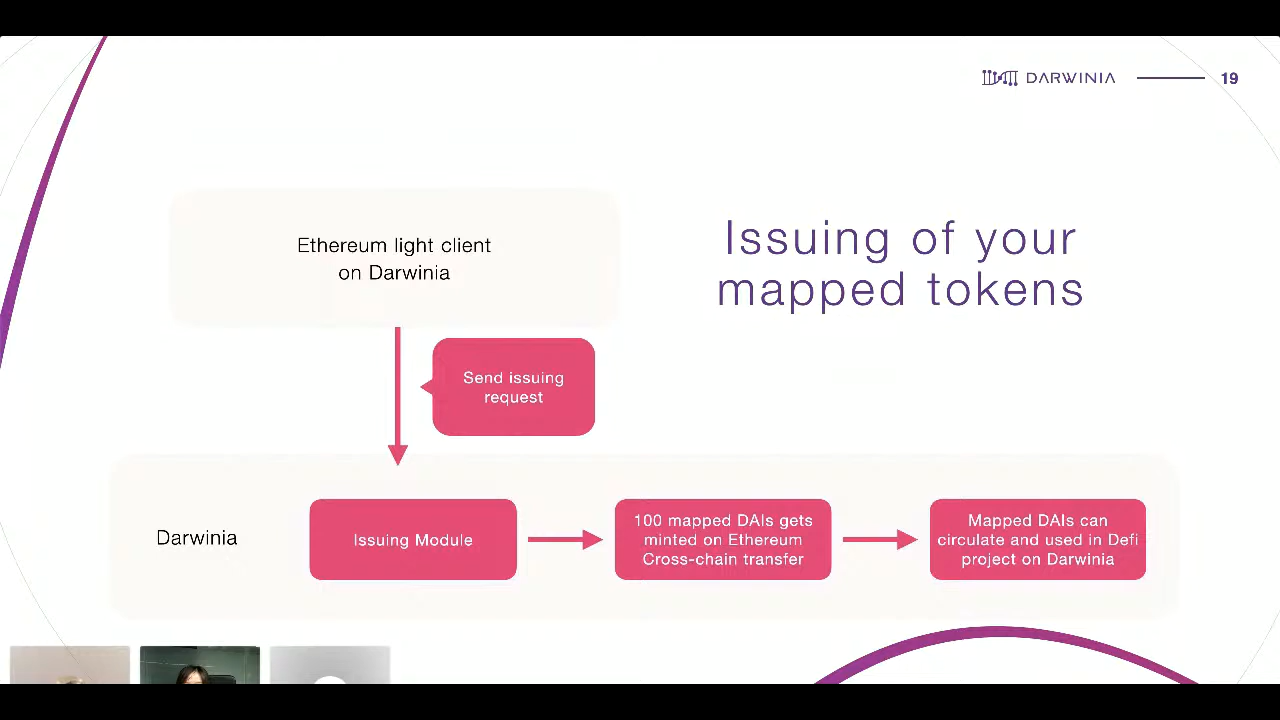 DARWINIA
19
Ethereum light client
on Darwinia
Issuing of your
mapped tokens
Send issuing
request
Darwinia
Issuing Module
100 mapped DAIs gets
minted on Ethereum
Cross-chain transfer
Mapped DAIs can
circulate and used in Defi
project on Darwinia